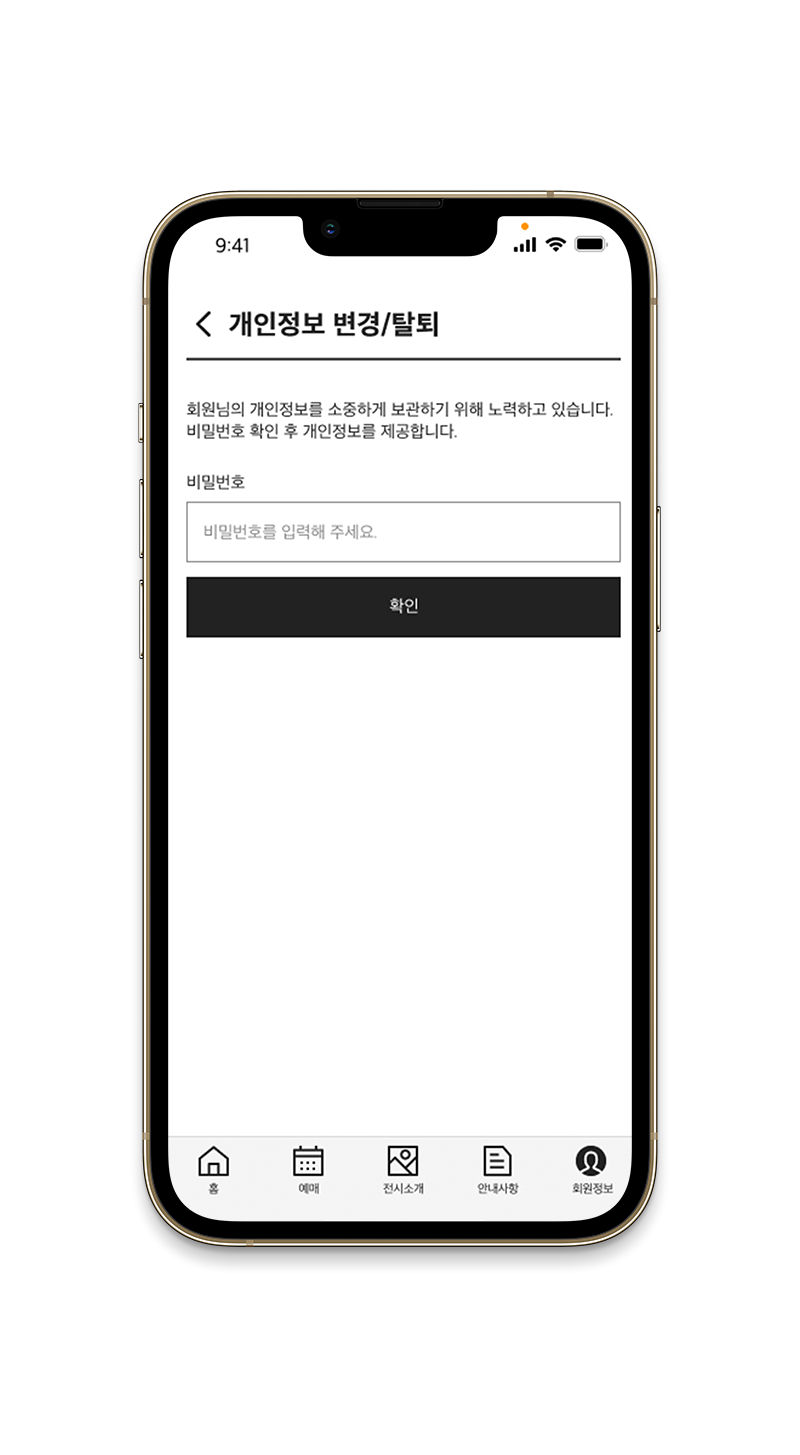 9:41
개인정보 변경/탈퇴
회원님의 개인정보를 소중하게 보관하기 위해 노력하고 있습니다.
비밀번호 확인 후 개인정보를 제공합니다.
비밀번호
비밀번호를 입력해 주세요.
확인
홈 예매 전시소개 안내사항 회원정보